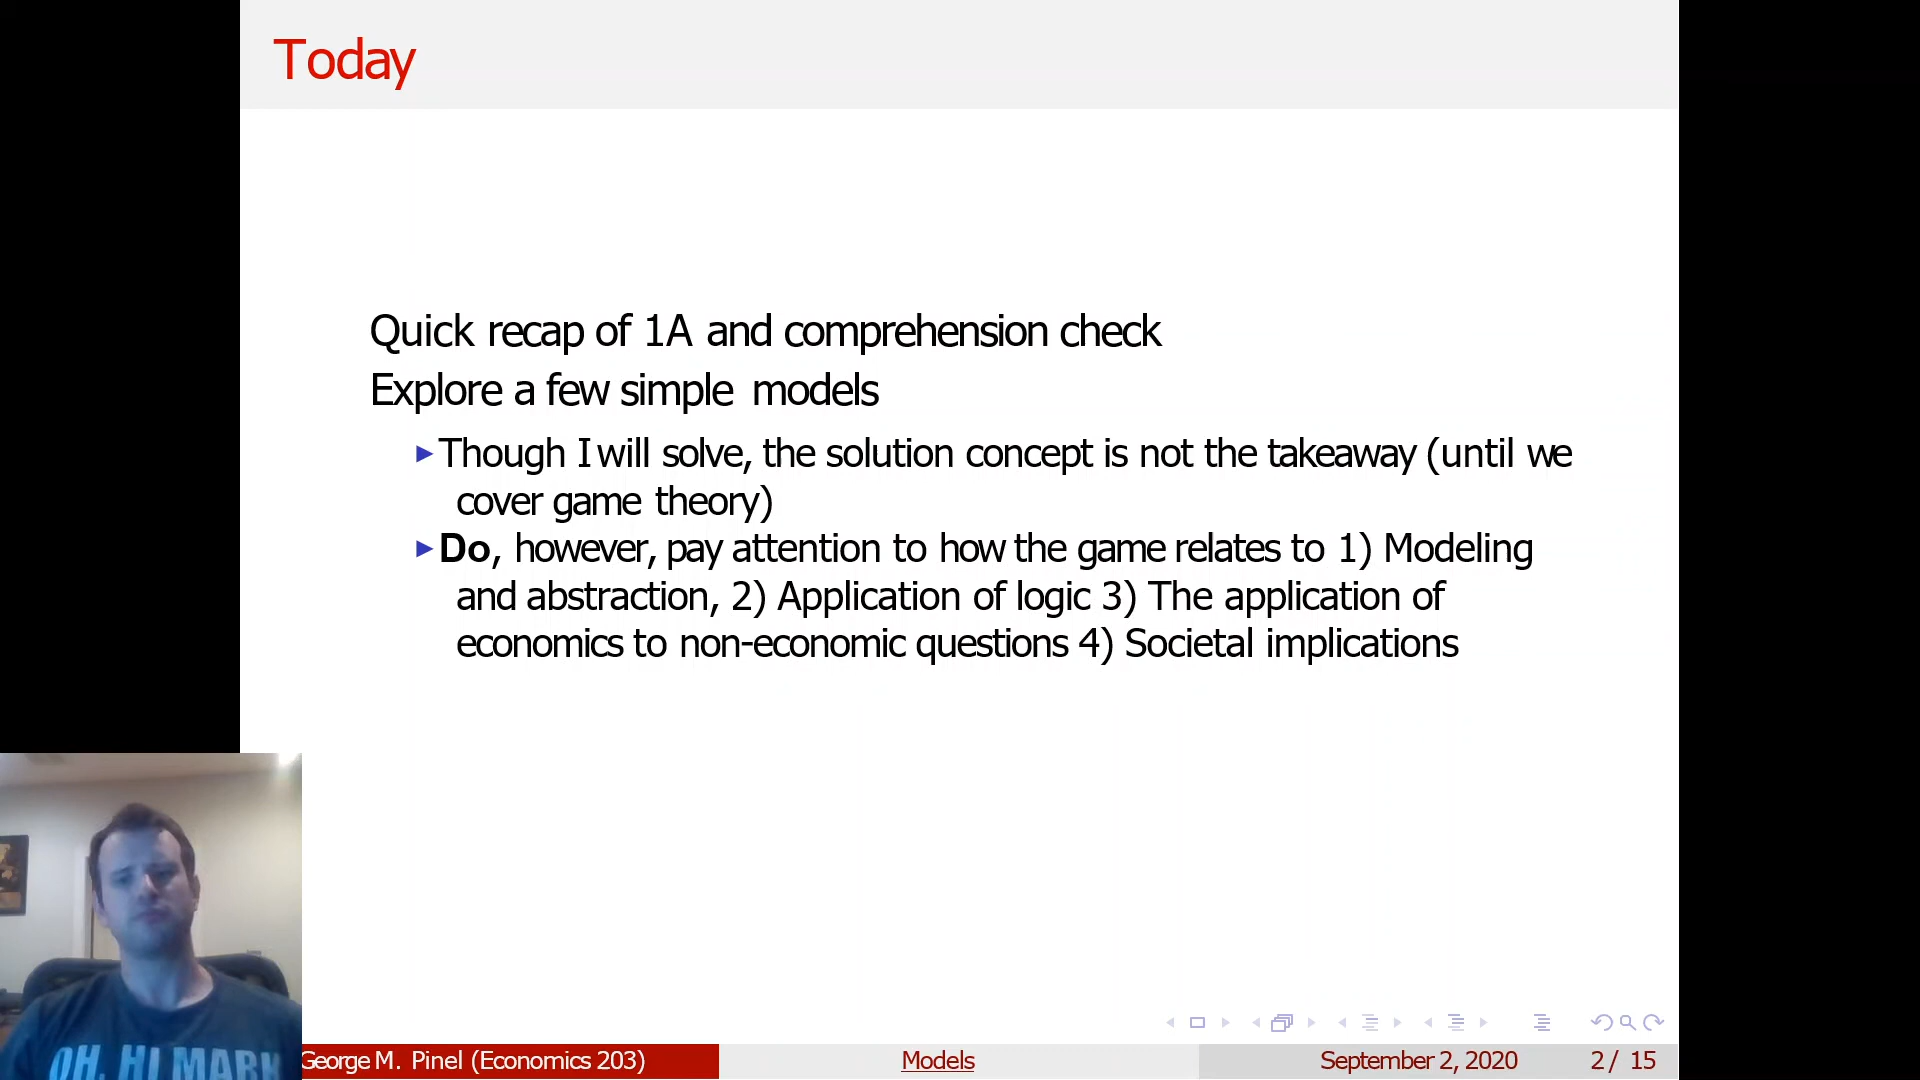 Today
Quick recap of 1A and comprehension check
Explore a few simple models
Though I will solve, the solution concept is not the takeaway (until we
cover game theory)
Do, however, pay attention to how the game relates to 1) Modeling
and abstraction, 2) Application of logic 3) The application of
economics to non-economic questions 4) Societal implications
OH, HI MARK
George M. Pinel (Economics 203)
Models
September 2, 2020
2 / 15